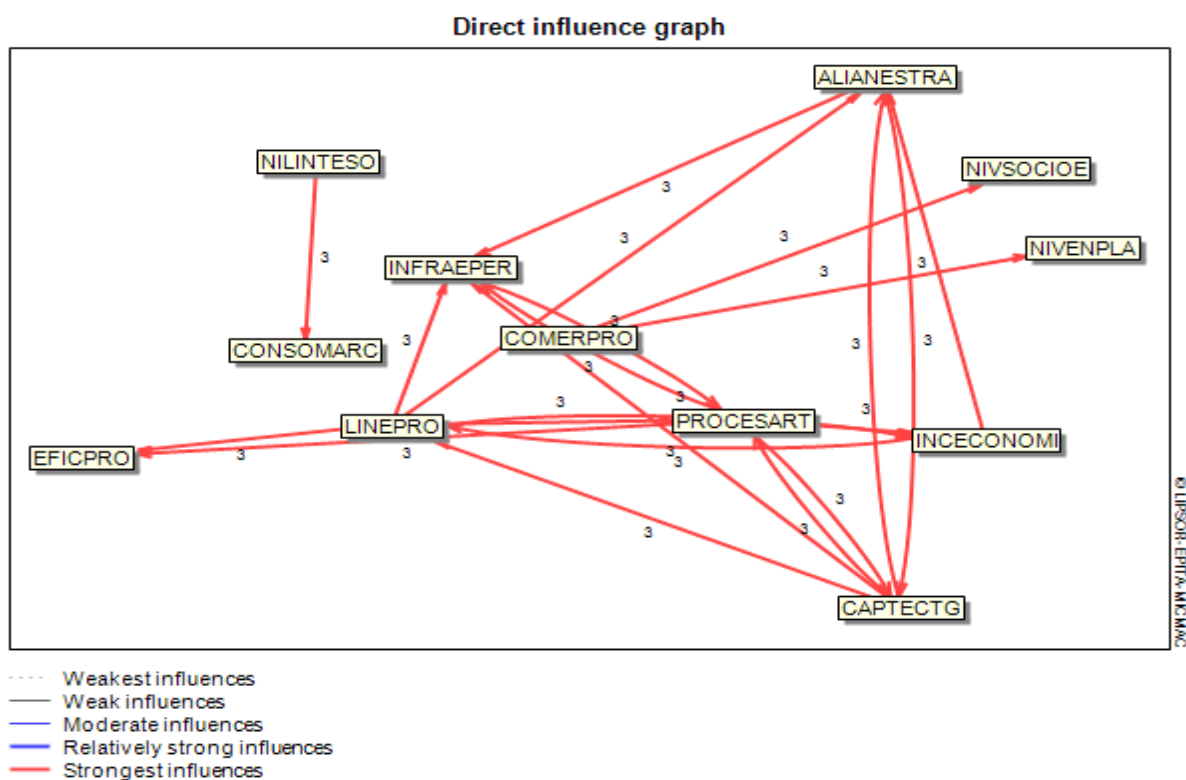 Direct influence graph
ALIANESTRA
NILINTESO
NIVSOCIOE
3
3
3
NIVENPLA
3
3
INFRAEPER
3
3
COMERPRO
3
3
3
3
CONSOMARC
3
3
3
3
PROCESART
LINEPRO
INCECONOMI
EFICPRO
3
3
3
3
3
3
3
CAPTECTG
© LIPSOR-EPITA-MICMAC
Weakest influences
Weak influences
Moderate influences
Relatively strong influences
Strongest influences